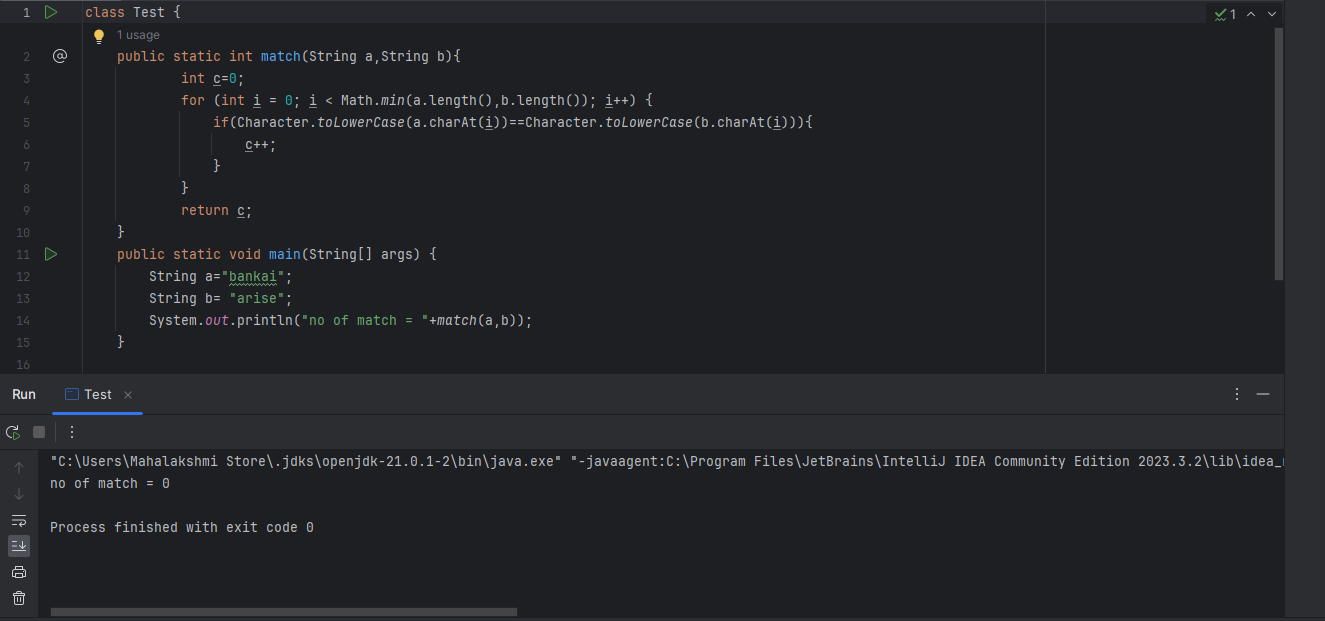 1 class Test { 1
1 usage
2 @ public static int match(String a,String b){
3 int c=0;
4 for (int i = 0; i < Math.min(a.length(),b.length()); i++) {
5 if(Character.toLowerCase(a.charAt(i))==Character.toLowerCase(b.charAt(i))){
6 c++;
7 }
8 }
9 return c;
10 }
11 public static void main(String[] args) {
12 String a="bankai";
13 String b= "arise";
14 System.out.println("no of match = "+match(a,b));
15 }
16
Run Test ×
"C:\Users\Mahalakshmi Store\.jdks\openjdk-21.0.1-2\bin\java.exe" "-javaagent:C:\Program Files\JetBrains\IntelliJ IDEA Community Edition 2023.3.2\lib\idea_
no of match = 0
Process finished with exit code 0